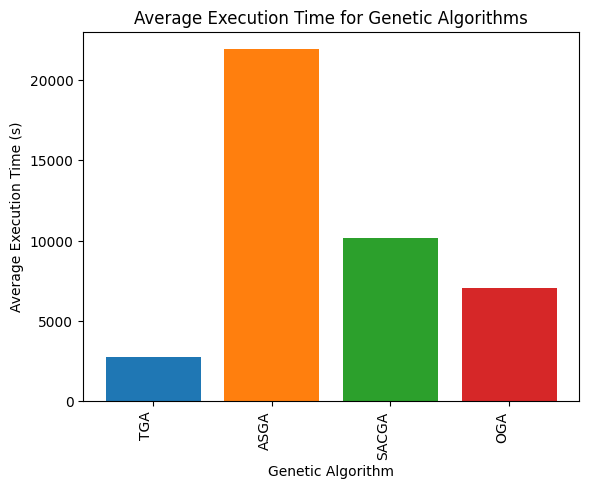 Average Execution Time for Genetic Algorithms
Average Execution Time (s)
20000
15000
10000
5000
0
TGA
ASGA
SACGA
OGA
Genetic Algorithm